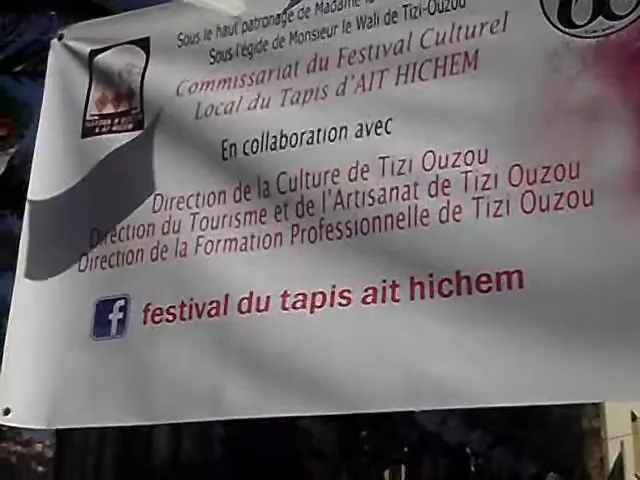 Sous le haut patronage de Madame la
Sous l'égide de Monsieur le Wali de Tizi-Ouzou
Commissariat du Festival Culturel
Local du Tapis d'AIT HICHEM
En collaboration avec
Direction de la Culture de Tizi Ouzou
Direction du Tourisme et de l'Artisanat de Tizi Ouzou
Direction de la Formation Professionnelle de Tizi Ouzou
f festival du tapis ait hichem